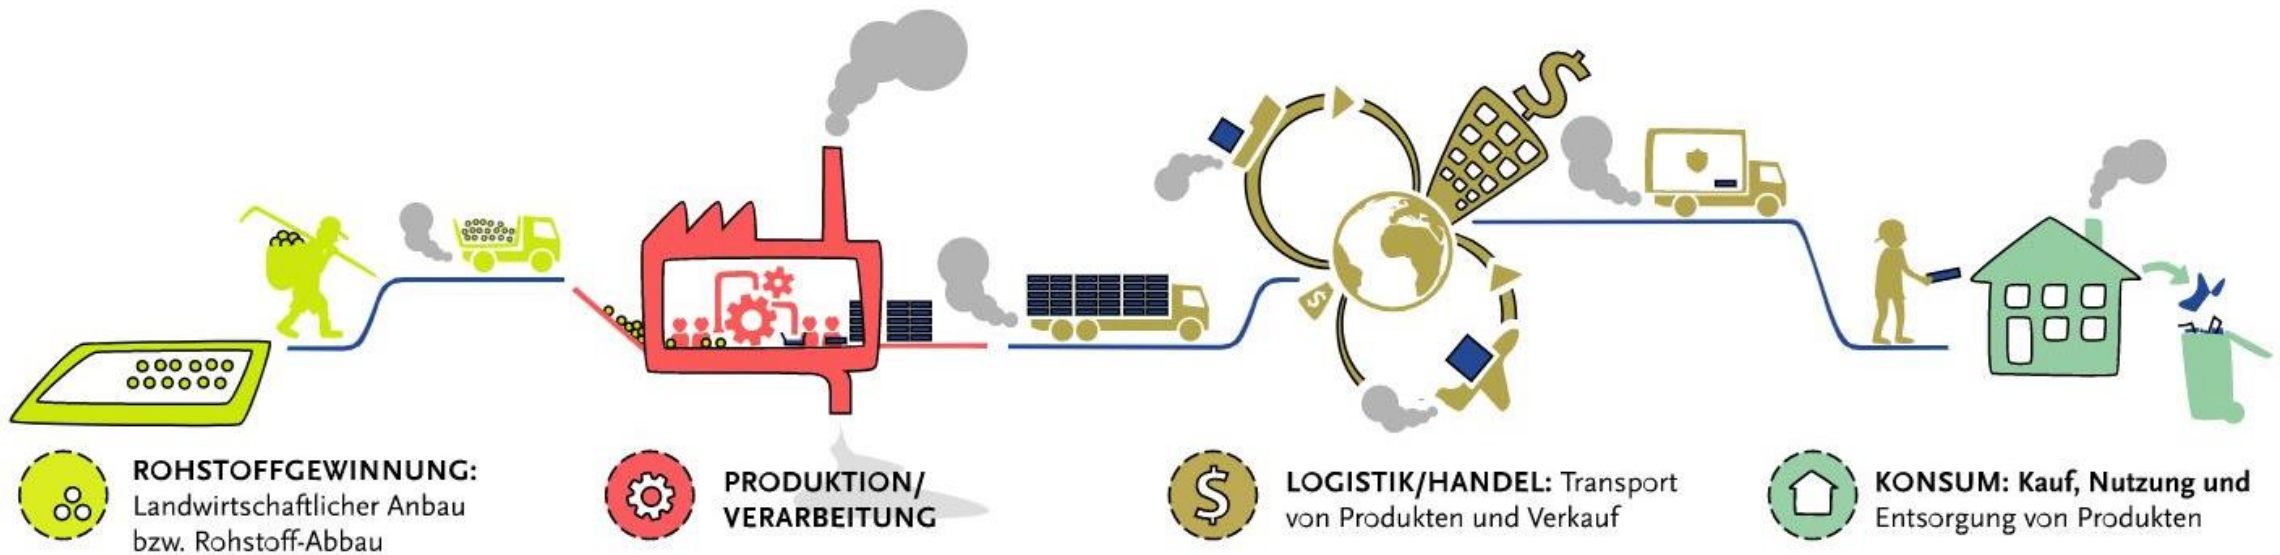 ROHSTOFFGEWINNUNG:
Landwirtschaftlicher Anbau
bzw. Rohstoff-Abbau
PRODUKTION/
VERARBEITUNG
$
$
$
LOGISTIK/HANDEL: Transport
von Produkten und Verkauf
KONSUM: Kauf, Nutzung und
Entsorgung von Produkten